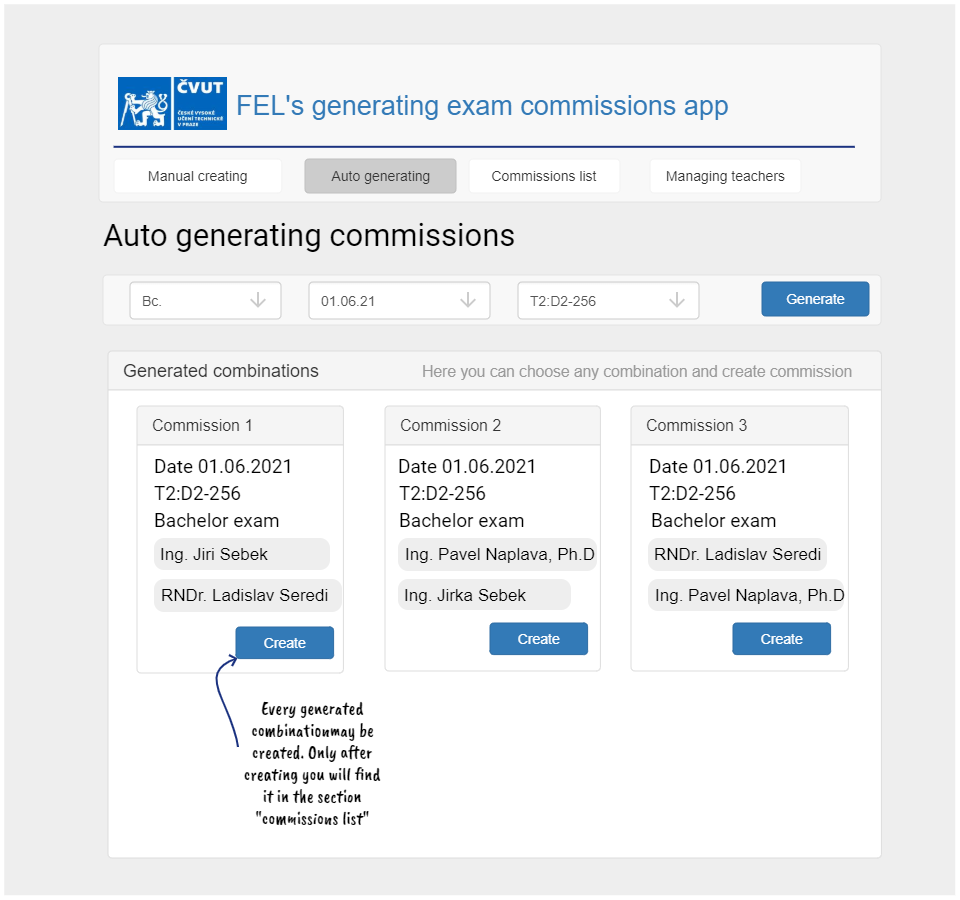 ČVUT
ČESKÉ VYSOKÉ
UČENÍ TECHNICKÉ
V PRAZE
FEL's generating exam commissions app
Manual creating
Auto generating
Commissions list
Managing teachers
Auto generating commissions
Bc.
01.06.21
T2:D2-256
Generate
Generated combinations
Here you can choose any combination and create commission
Commission 1
Date 01.06.2021
T2:D2-256
Bachelor exam
Ing. Jiri Sebek
RNDr. Ladislav Seredi
Create
Commission 2
Date 01.06.2021
T2:D2-256
Bachelor exam
Ing. Pavel Naplava, Ph.D
Ing. Jirka Sebek
Create
Commission 3
Date 01.06.2021
T2:D2-256
Bachelor exam
RNDr. Ladislav Seredi
Ing. Pavel Naplava, Ph.D
Create
Every generated
combinationmay be
created. Only after
creating you will find
it in the section
"commissions list"